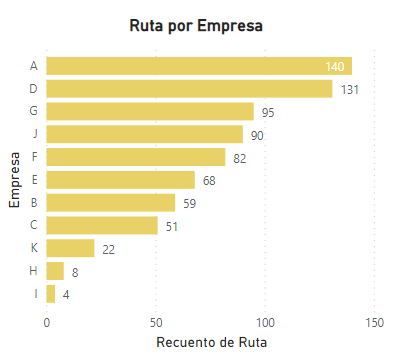 Ruta por Empresa
A 140
D 131
G 95
J 90
F 82
E 68
B 59
C 51
K 22
H 8
I 4
Empresa
0 50 100 150
Recuento de Ruta